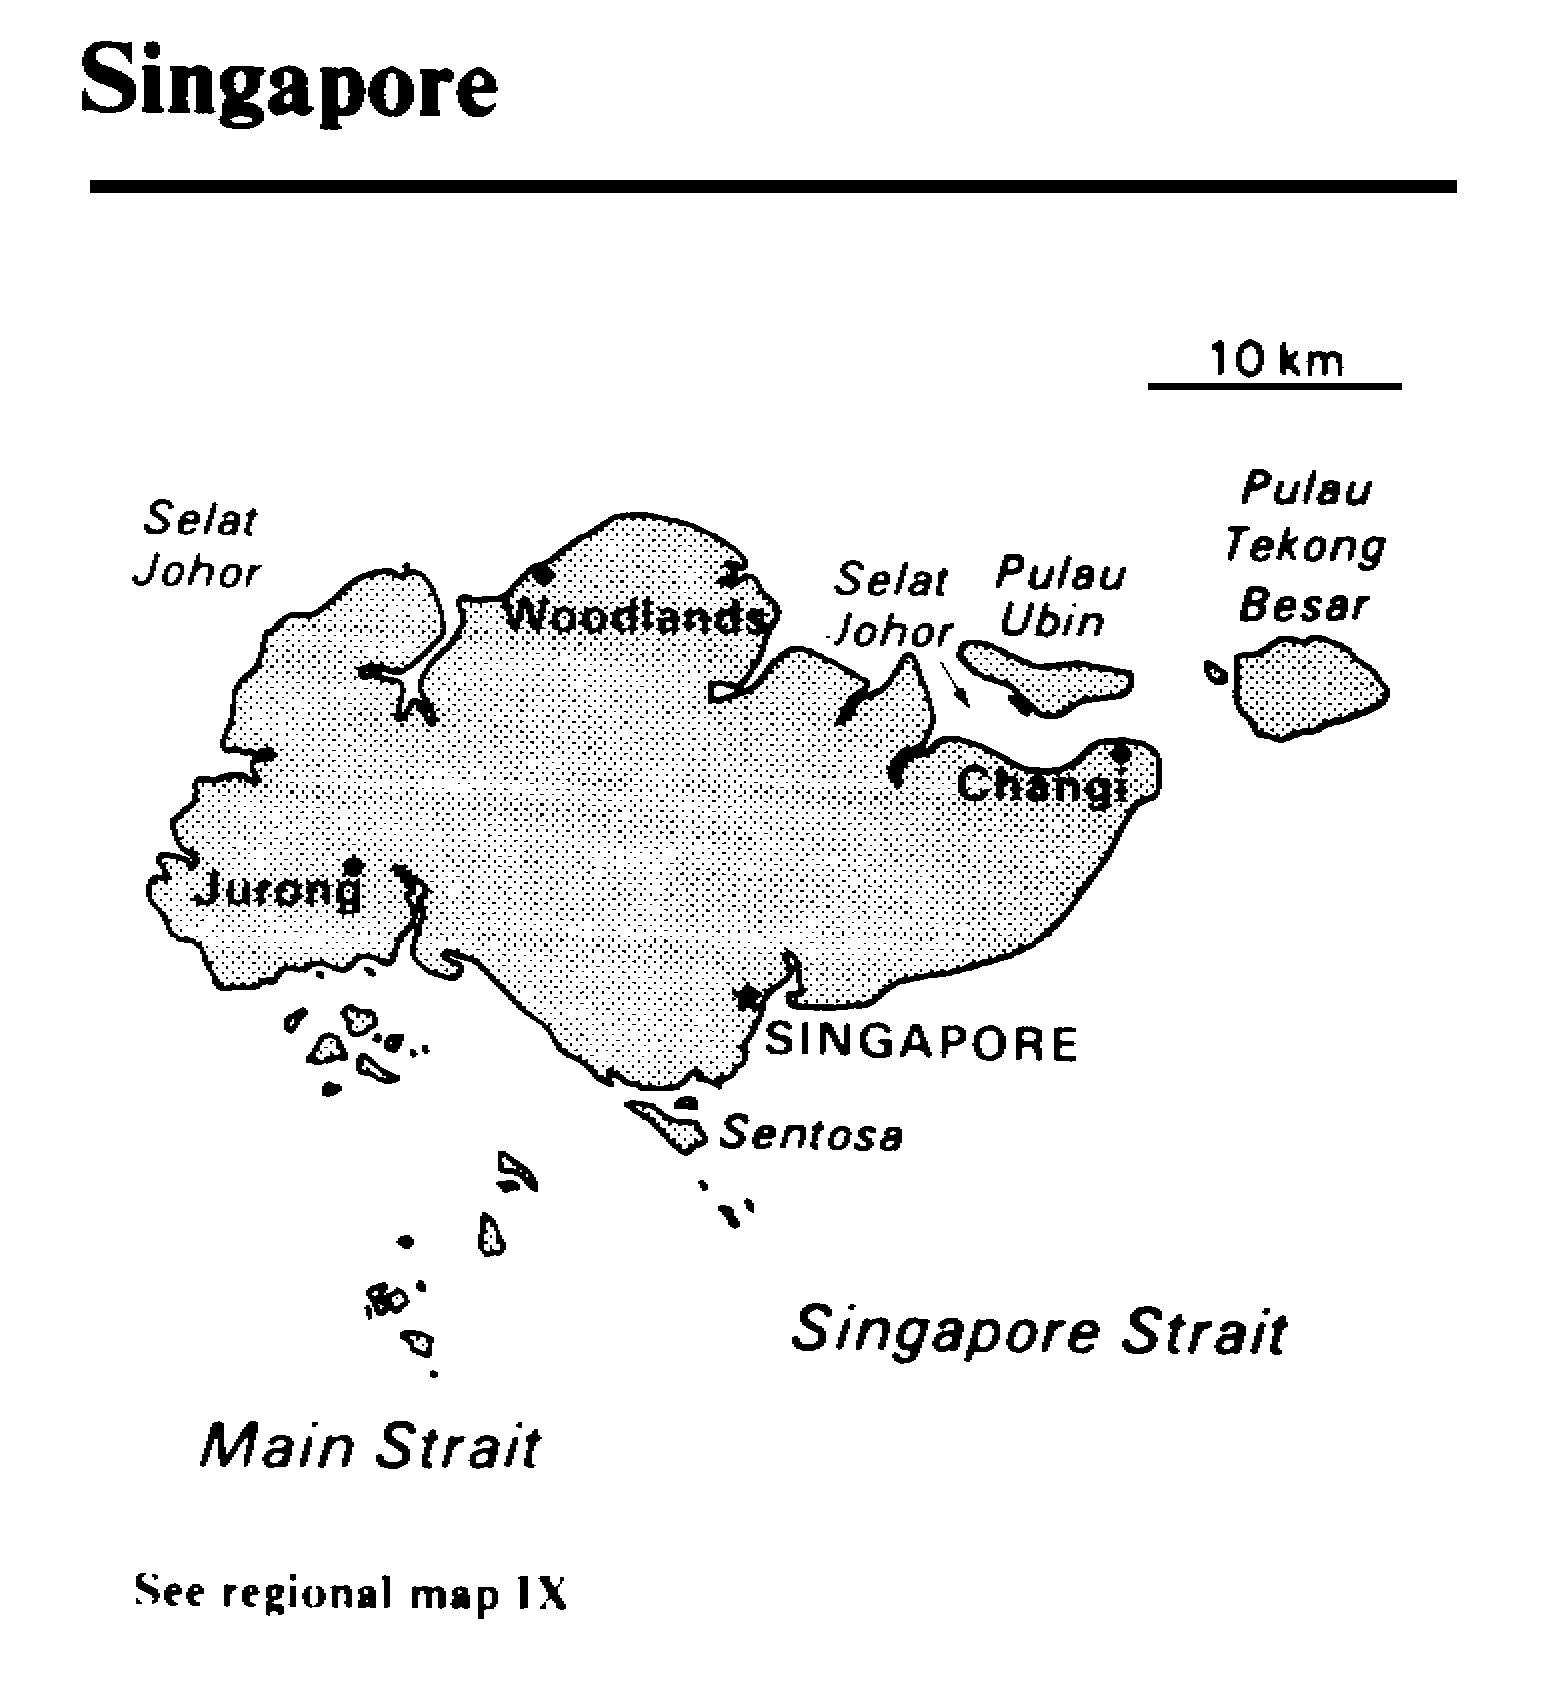 Singapore
10 km
Selat
Johor
Selat
Johor
Pulau
Ubin
Pulau
Tekong
Besar
Woodlands
Changi
Jurong
SINGAPORE
Sentosa
Singapore Strait
Main Strait
See regional map IX